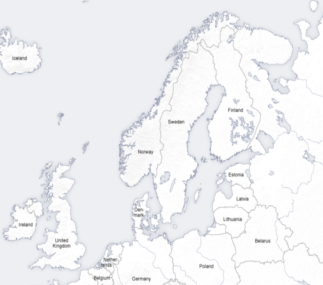 Iceland
Finland
Sweden
Norway
Estonia
Latvia
Lithuania
Den-
mark
Ireland
United
Kingdom
Belarus
Nether-
lands
Belgium
Germany
Poland